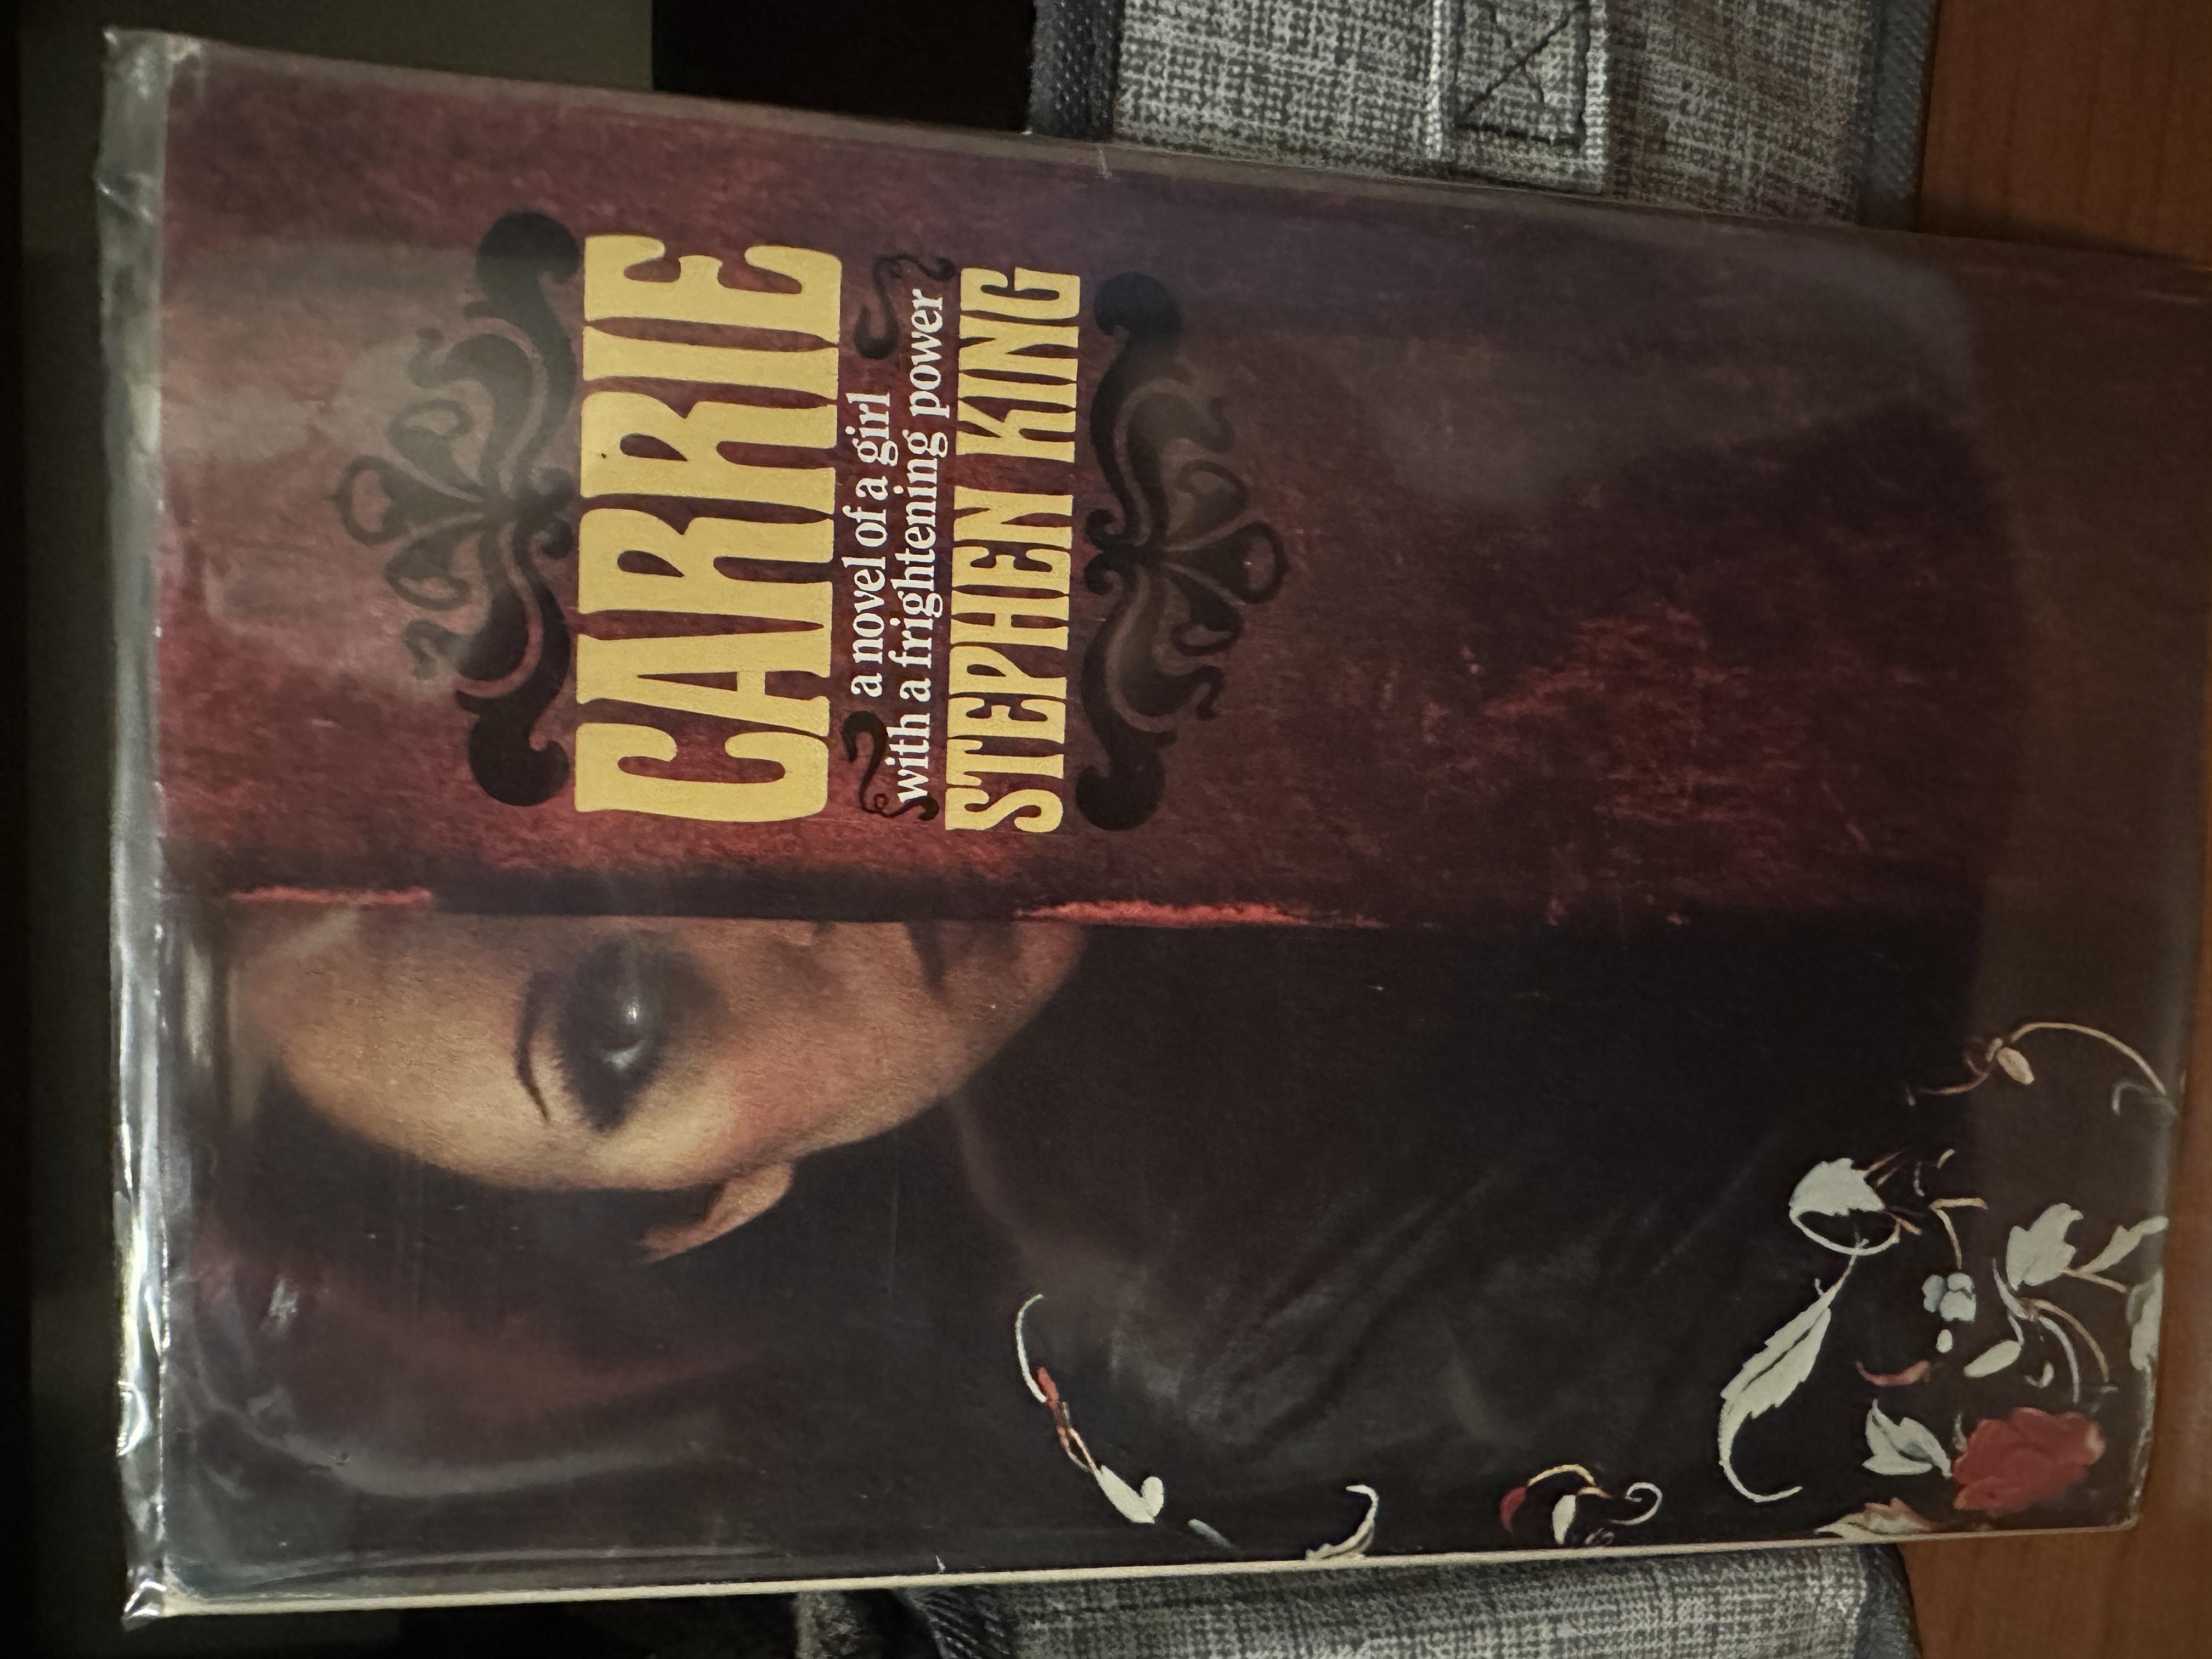 CARRIE
a novel of a girl
with a frightening power
STEPHEN KING